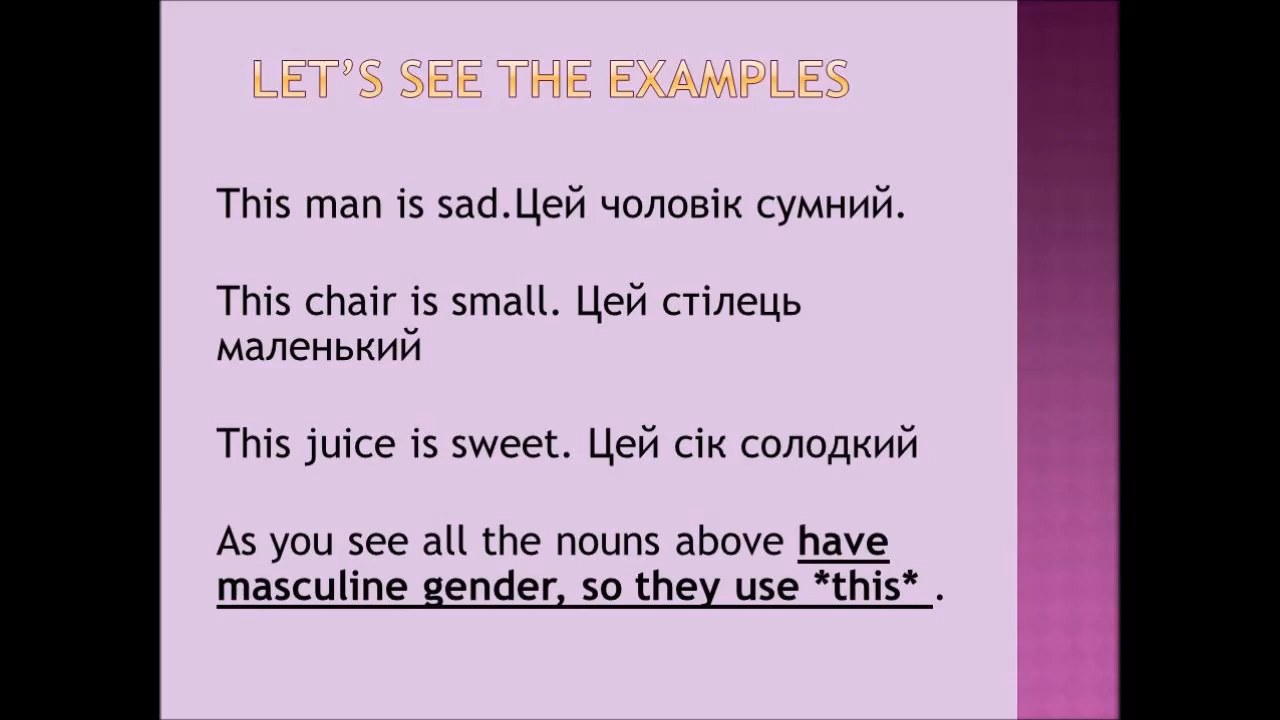 LET’S SEE THE EXAMPLES
This man is sad.Цей чоловік сумний.
This chair is small. Цей стілець
маленький
This juice is sweet. Цей сік солодкий
As you see all the nouns above have
masculine gender, so they use *this* .